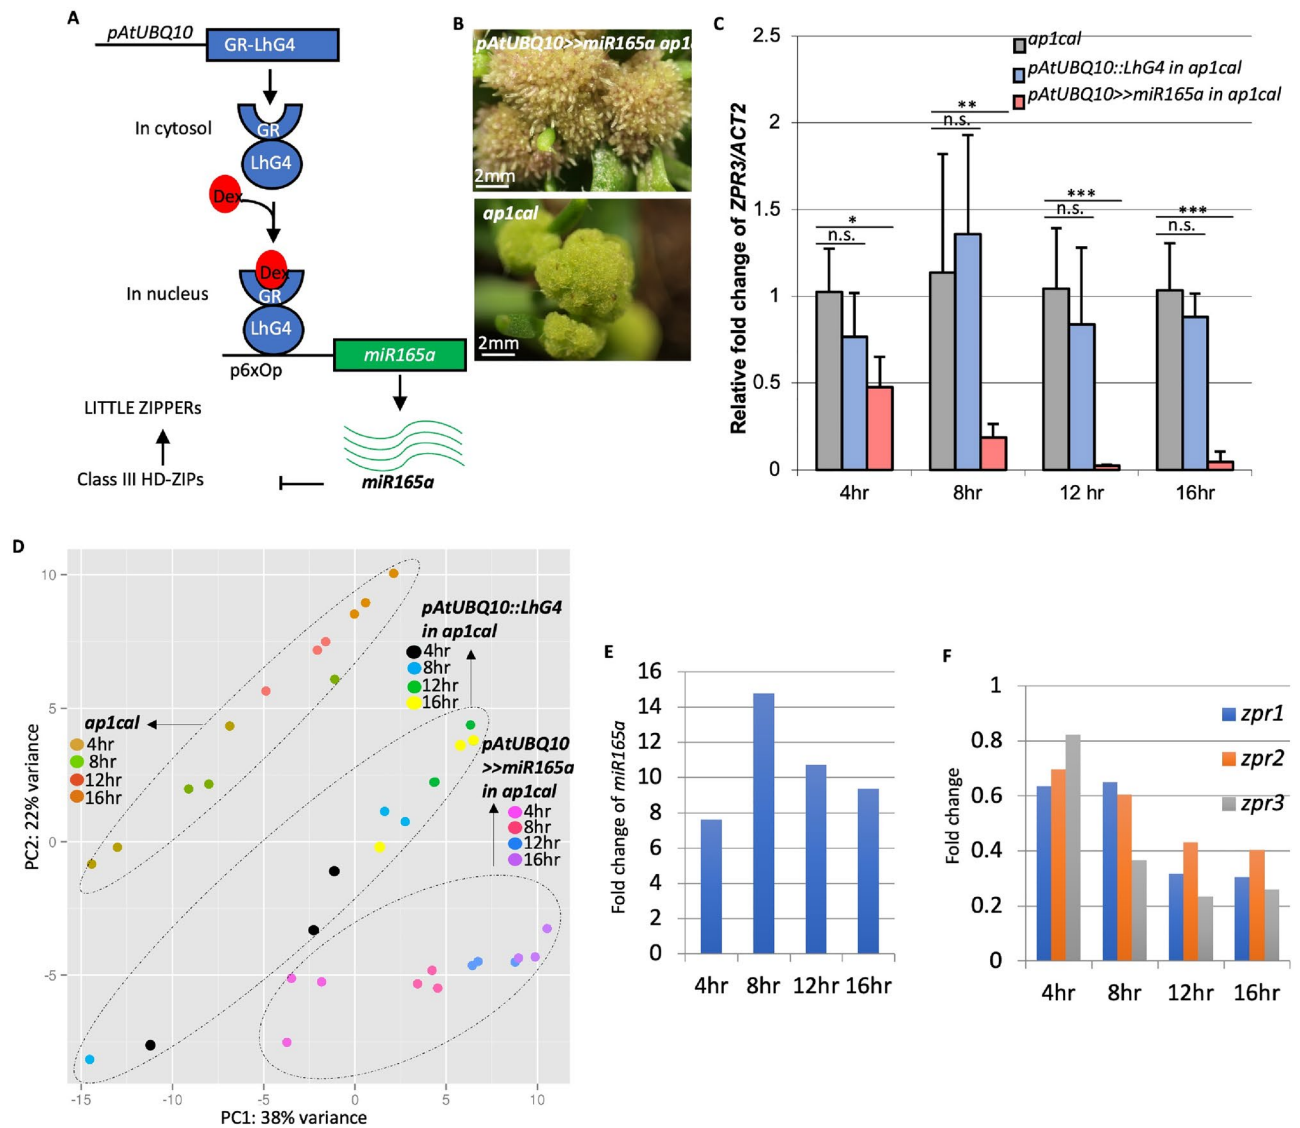 A
pAtUBQ10
GR-LhG4
In cytosol
GR
LhG4
Dex
In nucleus
Dex
GR
LhG4
p6xOp
miR165a
LITTLE ZIPPERs
Class III HD-ZIPs
miR165a
B
pAtUBQ10>>miR165a ap1
2mm
ap1cal
2mm
C
Relative fold change of ZPR3/ACT2
2.5
2
1.5
1
0.5
0
ap1cal
pAtUBQ10::LhG4 in ap1cal
pAtUBQ10>>miR165a in ap1cal
*
n.s.
**
n.s.
***
n.s.
***
n.s.
4hr
8hr
12 hr
16hr
D
PC2: 22% variance
10
5
0
-5
-15
-10
-5
0
5
10
PC1: 38% variance
ap1cal
4hr
8hr
12hr
16hr
pAtUBQ10::LhG4
in ap1cal
4hr
8hr
12hr
16hr
pAtUBQ10
>>miR165a
in ap1cal
4hr
8hr
12hr
16hr
E
Fold change of miR165a
16
14
12
10
8
6
4
2
0
4hr
8hr
12hr
16hr
F
Fold change
1
0.8
0.6
0.4
0.2
0
zpr1
zpr2
zpr3
4hr
8hr
12hr
16hr